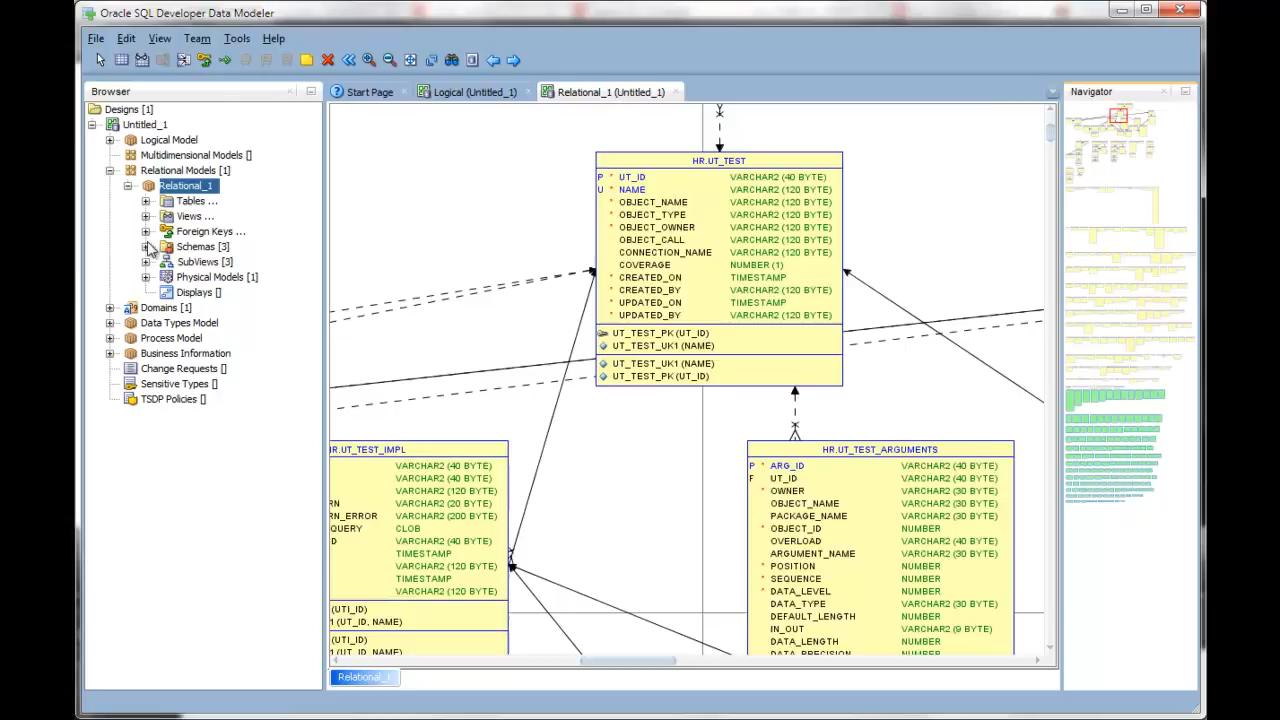 Oracle SQL Developer Data Modeler
File Edit View Team Tools Help
Browser
Designs [1]
Untitled_1
Logical Model
Multidimensional Models []
Relational Models [1]
Relational_1
Tables ...
Views ...
Foreign Keys ...
Schemas [3]
SubViews [3]
Physical Models [1]
Displays []
Domains [1]
Data Types Model
Process Model
Business Information
Change Requests []
Sensitive Types []
TSDP Policies []
Start Page
Logical (Untitled_1)
Relational_1 (Untitled_1)
HR.UT_TEST
P * UT_ID VARCHAR2 (40 BYTE)
U * NAME VARCHAR2 (120 BYTE)
* OBJECT_NAME VARCHAR2 (120 BYTE)
* OBJECT_TYPE VARCHAR2 (120 BYTE)
* OBJECT_OWNER VARCHAR2 (120 BYTE)
OBJECT_CALL VARCHAR2 (120 BYTE)
CONNECTION_NAME VARCHAR2 (120 BYTE)
COVERAGE NUMBER (1)
* CREATED_ON TIMESTAMP
* CREATED_BY VARCHAR2 (120 BYTE)
* UPDATED_ON TIMESTAMP
* UPDATED_BY VARCHAR2 (120 BYTE)
UT_TEST_PK (UT_ID)
UT_TEST_UK1 (NAME)
UT_TEST_UK1 (NAME)
UT_TEST_PK (UT_ID)
HR.UT_TEST_IMPL
VARCHAR2 (40 BYTE)
VARCHAR2 (40 BYTE)
VARCHAR2 (120 BYTE)
RN VARCHAR2 (20 BYTE)
RN_ERROR VARCHAR2 (200 BYTE)
QUERY CLOB
D VARCHAR2 (40 BYTE)
TIMESTAMP
VARCHAR2 (120 BYTE)
TIMESTAMP
VARCHAR2 (120 BYTE)
(UTI_ID)
1 (UT_ID, NAME)
(UTI_ID)
1 (UT_ID, NAME)
HR.UT_TEST_ARGUMENTS
P * ARG_ID VARCHAR2 (40 BYTE)
F UT_ID VARCHAR2 (40 BYTE)
* OWNER VARCHAR2 (30 BYTE)
OBJECT_NAME VARCHAR2 (30 BYTE)
PACKAGE_NAME VARCHAR2 (30 BYTE)
* OBJECT_ID NUMBER
OVERLOAD VARCHAR2 (40 BYTE)
ARGUMENT_NAME VARCHAR2 (30 BYTE)
* POSITION NUMBER
* SEQUENCE NUMBER
* DATA_LEVEL NUMBER
DATA_TYPE VARCHAR2 (30 BYTE)
DEFAULT_LENGTH NUMBER
IN_OUT VARCHAR2 (9 BYTE)
DATA_LENGTH NUMBER
DATA_PRECISION NUMBER
Relational_1
Navigator